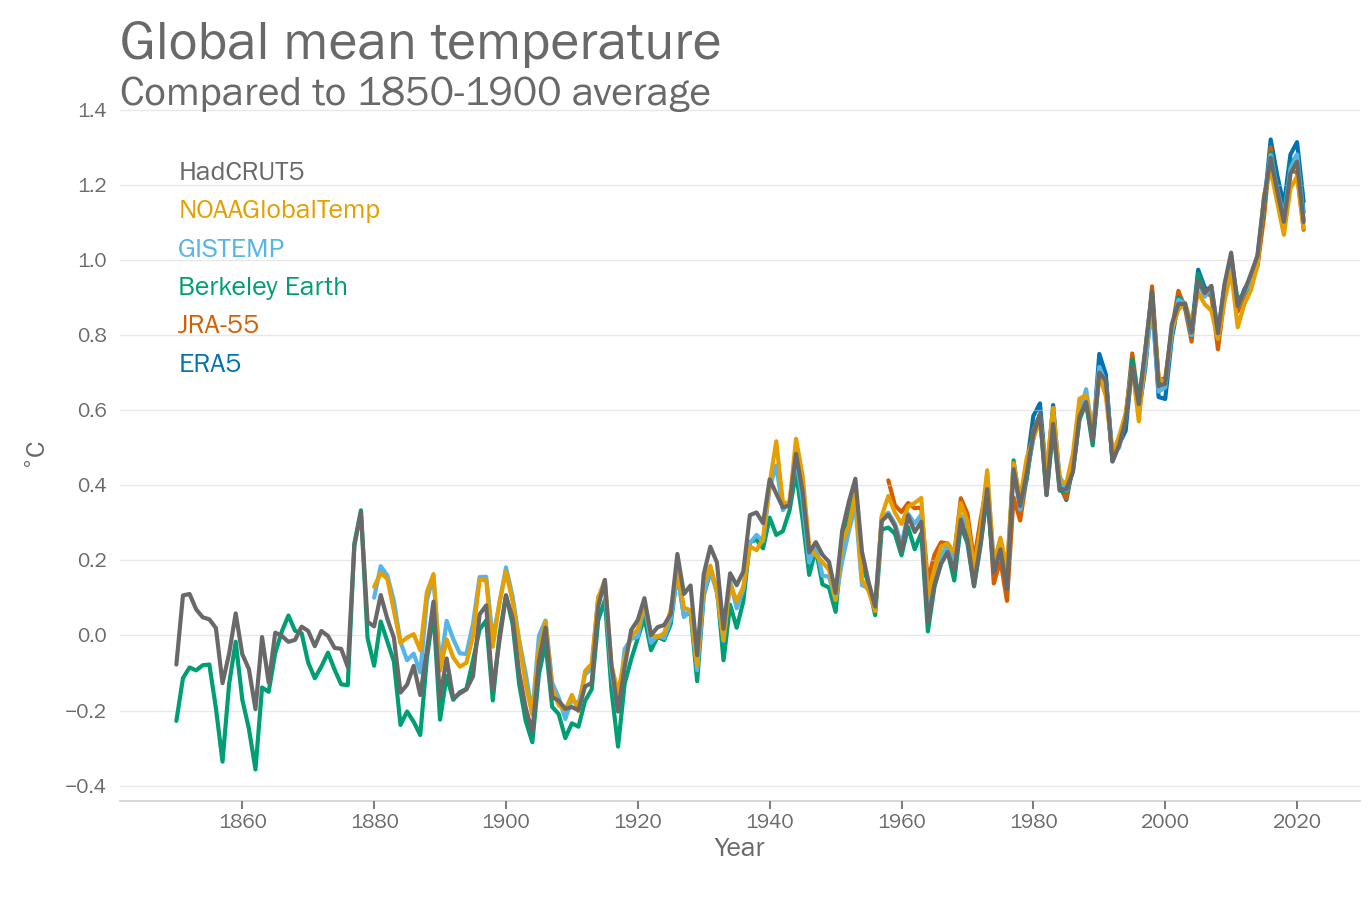 Global mean temperature
Compared to 1850-1900 average
1.4
HadCRUT5
1.2
NOAAGlobalTemp
GISTEMP
1.0
Berkeley Earth
JRA-55
0.8
ERA5
0.6
°C
0.4
0.2
0.0
−0.2
−0.4
1860 1880 1900 1920 1940 1960 1980 2000 2020
Year